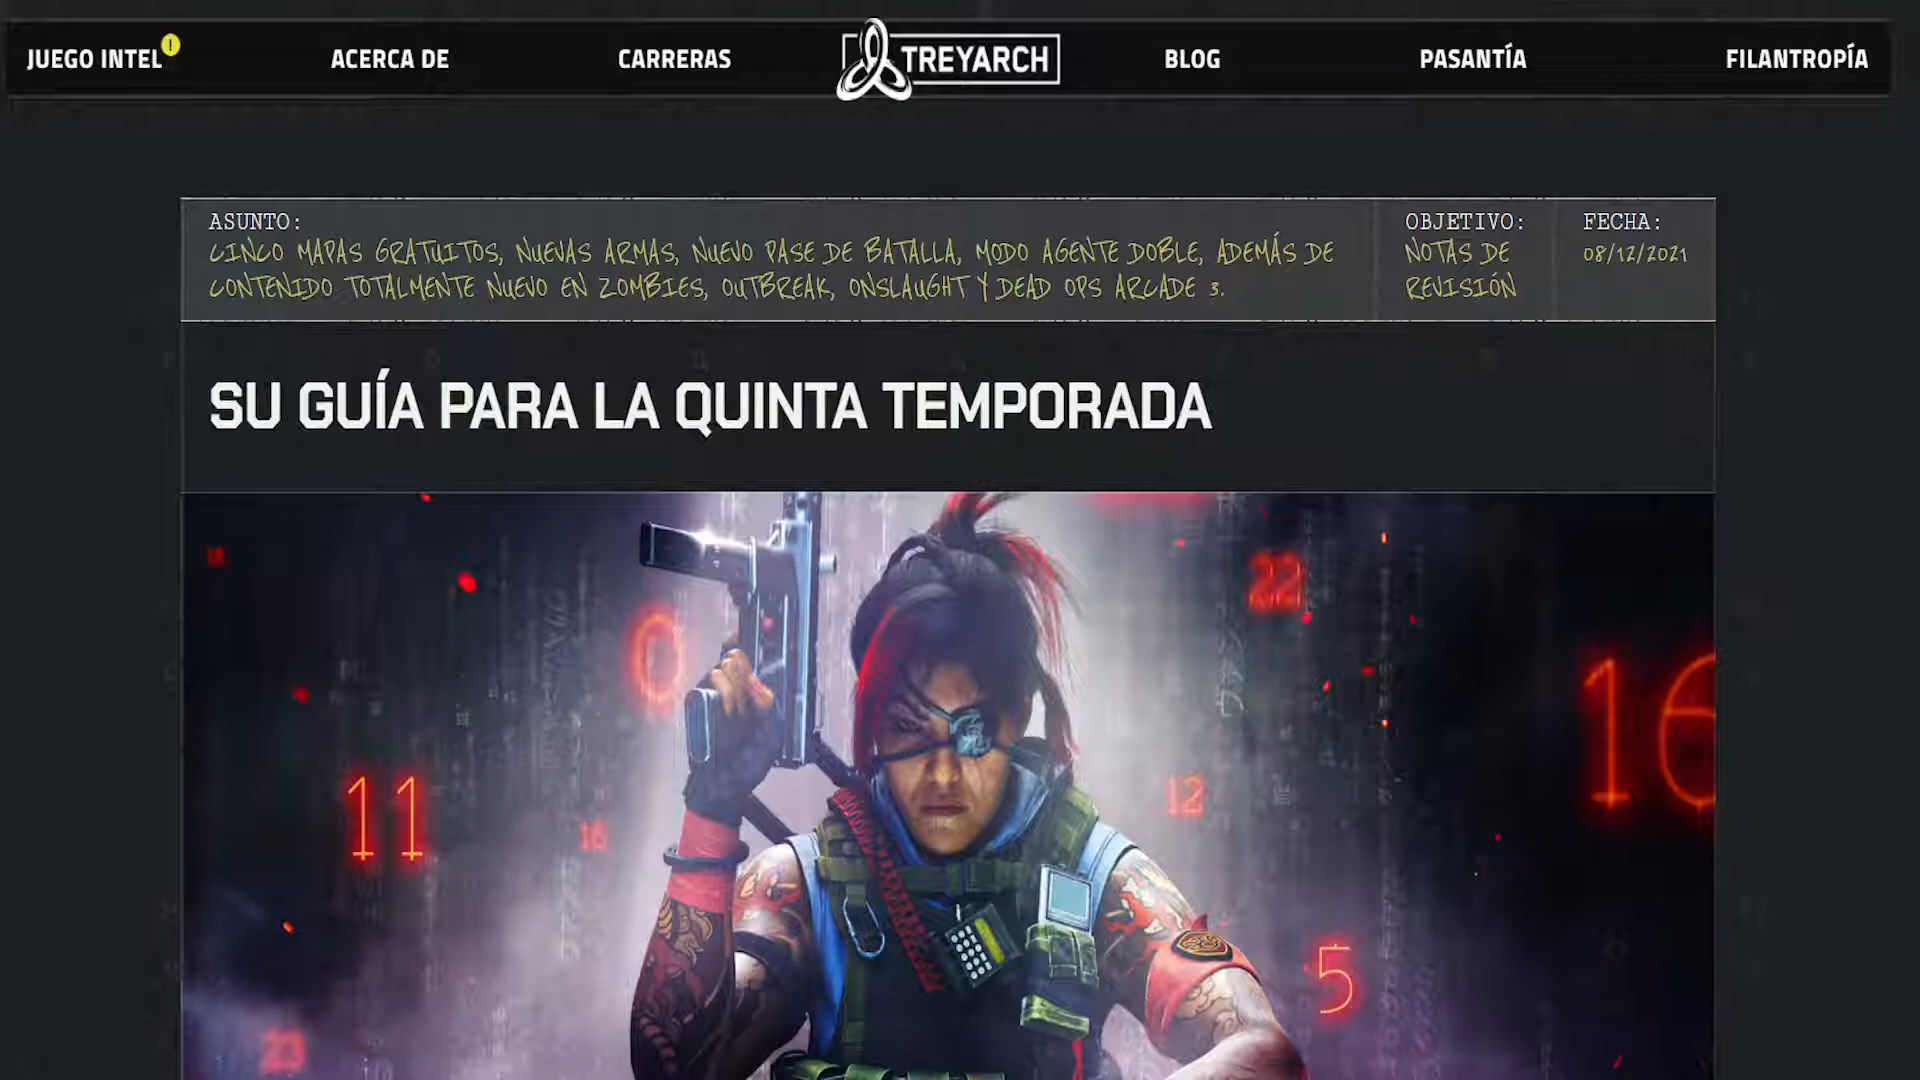 JUEGO INTEL
ACERCA DE
CARRERAS
TREYARCH
BLOG
PASANTÍA
FILANTROPÍA
ASUNTO:
CINCO MAPAS GRATUITOS, NUEVAS ARMAS, NUEVO PASE DE BATALLA, MODO AGENTE DOBLE, ADEMÁS DE
CONTENIDO TOTALMENTE NUEVO EN ZOMBIES, OUTBREAK, ONSLAUGHT Y DEAD OPS ARCADE 3.
OBJETIVO:
NOTAS DE
REVISIÓN
FECHA:
08/12/2021
SU GUÍA PARA LA QUINTA TEMPORADA
0
22
16
11
16
12
5
23